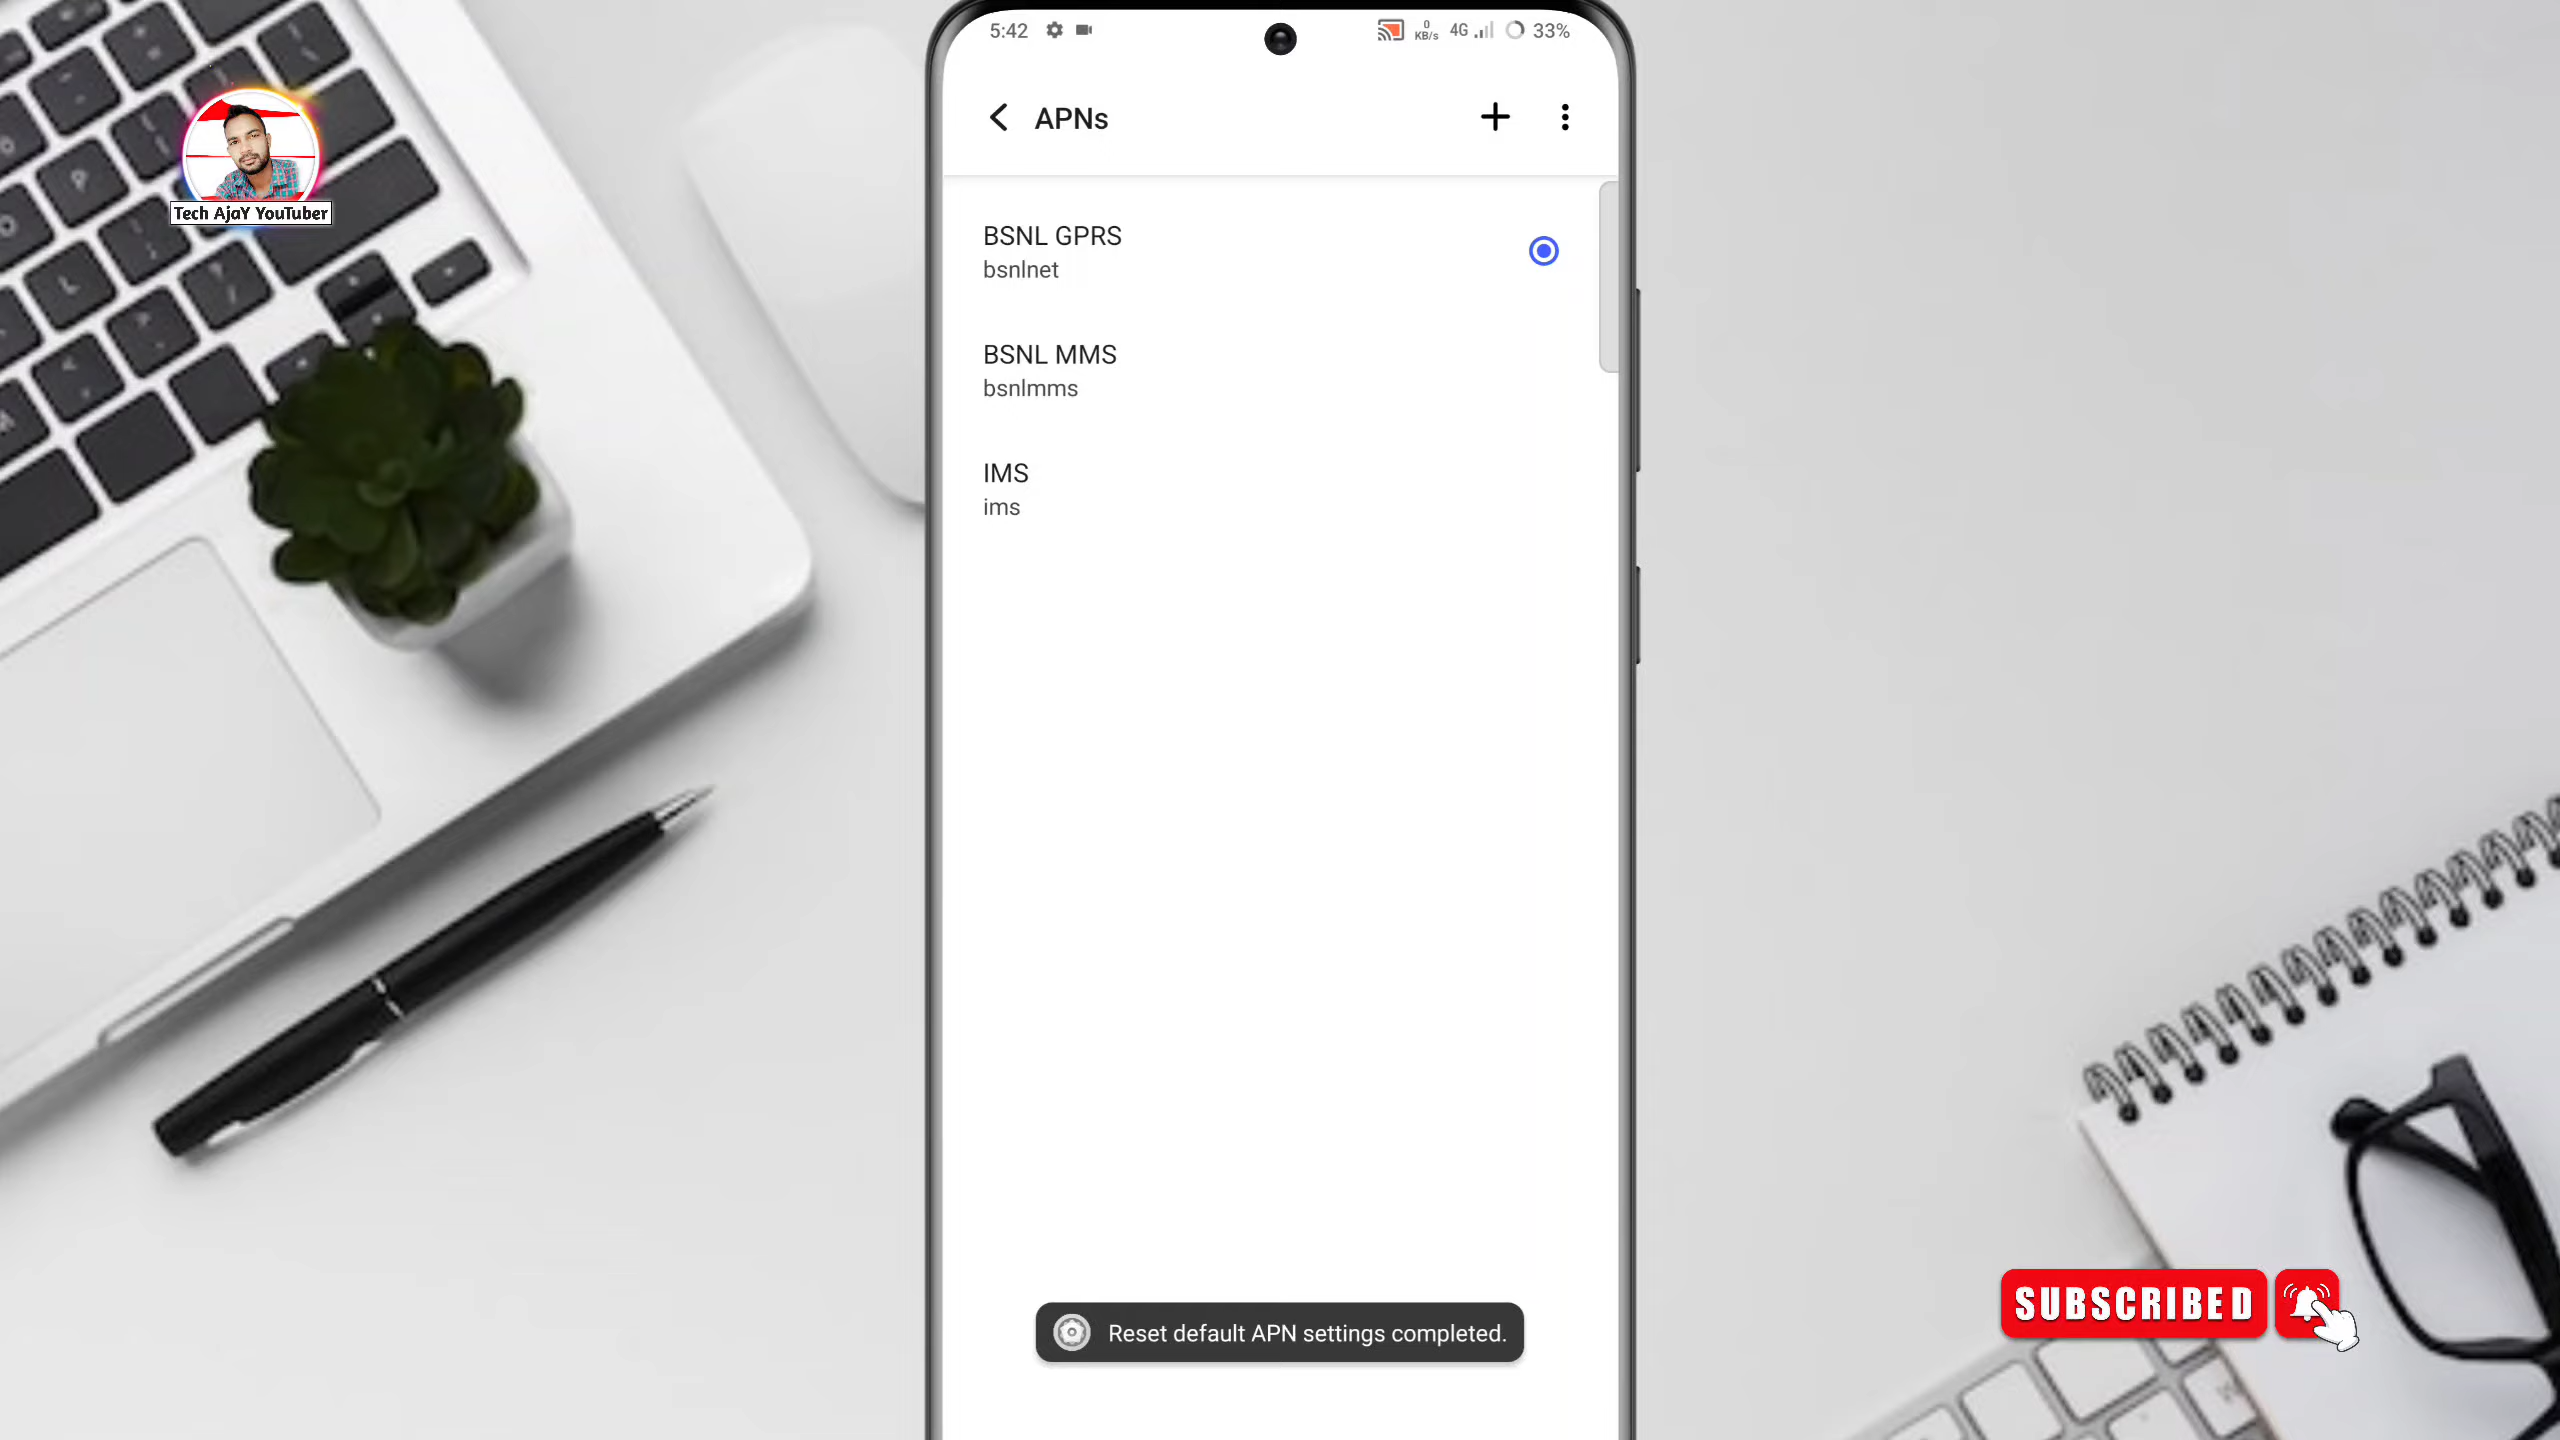 5:42
0
KB/s
4G
33%
APNs
Tech AjaY YouTuber
BSNL GPRS
bsnlnet
BSNL MMS
bsnlmms
IMS
ims
Reset default APN settings completed.
SUBSCRIBED